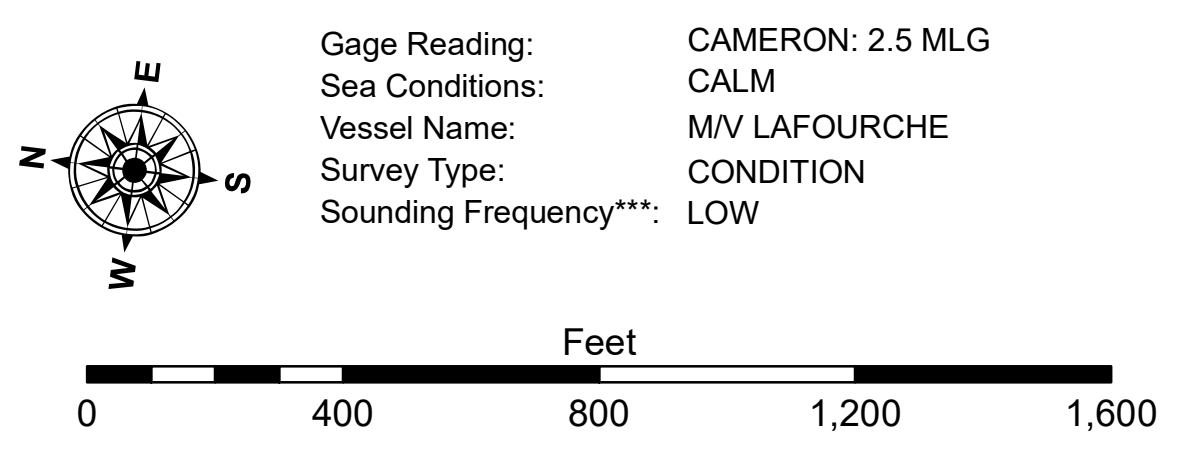 E
N
S
W
Gage Reading: CAMERON: 2.5 MLG
Sea Conditions: CALM
Vessel Name: M/V LAFOURCHE
Survey Type: CONDITION
Sounding Frequency***: LOW
Feet
0 400 800 1,200 1,600